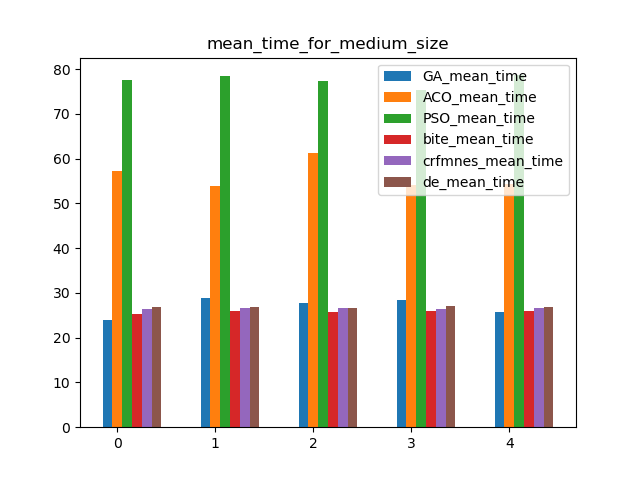 mean_time_for_medium_size
80
70
60
50
40
30
20
10
0
GA_mean_time
ACO_mean_time
PSO_mean_time
bite_mean_time
crfmnes_mean_time
de_mean_time
0 1 2 3 4